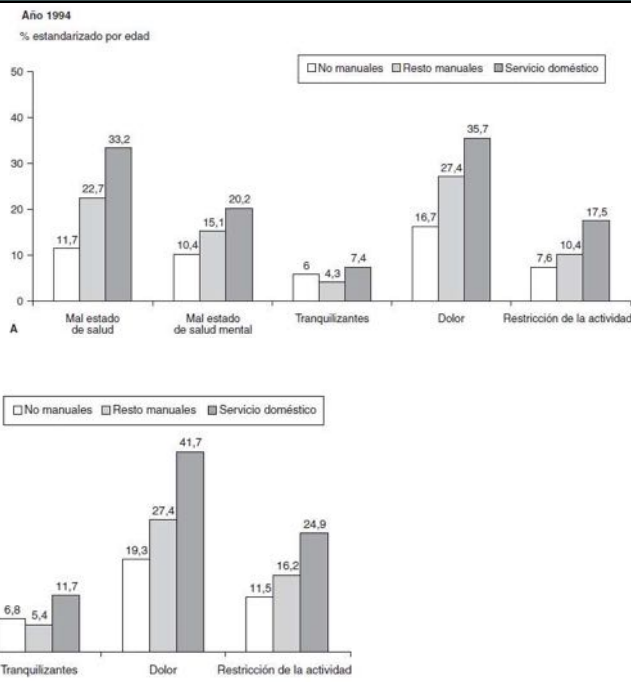 Año 1994
% estandarizado por edad
No manuales Resto manuales Servicio doméstico
50
40
30
20
10
0
11,7 22,7 33,2
10,4 15,1 20,2
6 4,3 7,4
16,7 27,4 35,7
7,6 10,4 17,5
Mal estado de salud
Mal estado de salud mental
Tranquilizantes
Dolor
Restricción de la actividad
A
No manuales Resto manuales Servicio doméstico
6,8 5,4 11,7
19,3 27,4 41,7
11,5 16,2 24,9
Tranquilizantes
Dolor
Restricción de la actividad